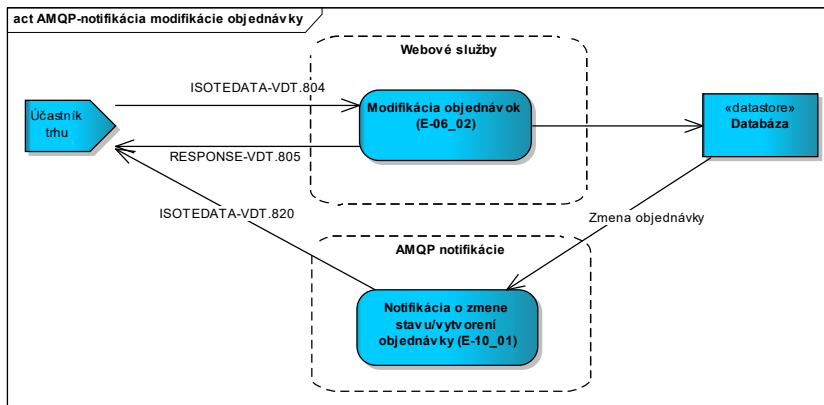 act AMQP-notifikácia modifikácie objednávky
Webové služby
ISOTEDATA-VDT.804
Účastník
trhu
Modifikácia objednávok
(E-06_02)
«datastore»
Databáza
RESPONSE-VDT.805
ISOTEDATA-VDT.820
Zmena objednávky
AMQP notifikácie
Notifikácia o zmene
stavu/vytvorení
objednávky (E-10_01)